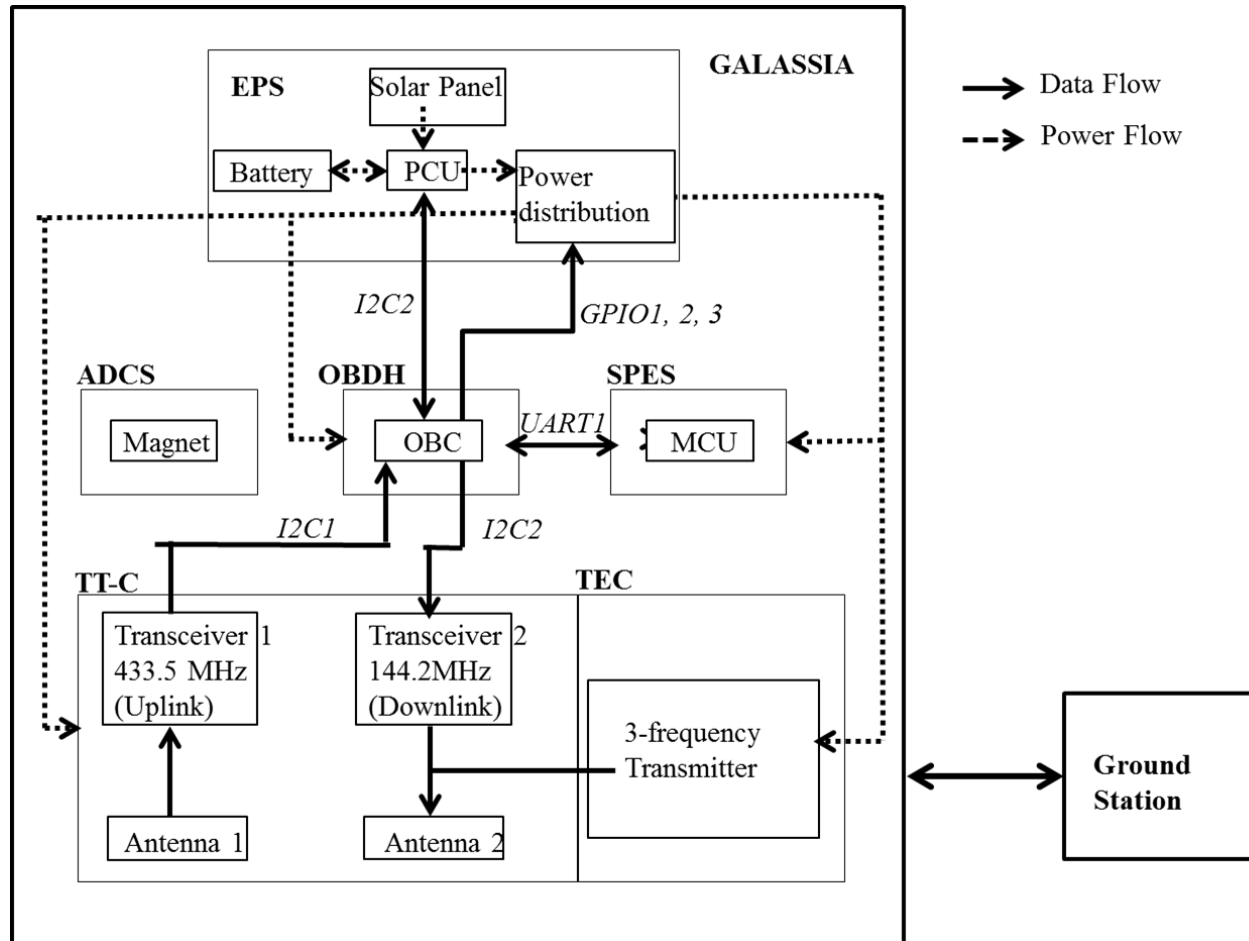 GALASSIA
EPS
Solar Panel
Battery
PCU
Power
distribution
Data Flow
Power Flow
I2C2
GPIO1, 2, 3
ADCS
OBDH
SPES
Magnet
OBC
UART1
MCU
I2C1
I2C2
TT-C
TEC
Transceiver 1
433.5 MHz
(Uplink)
Transceiver 2
144.2MHz
(Downlink)
3-frequency
Transmitter
Antenna 1
Antenna 2
Ground
Station